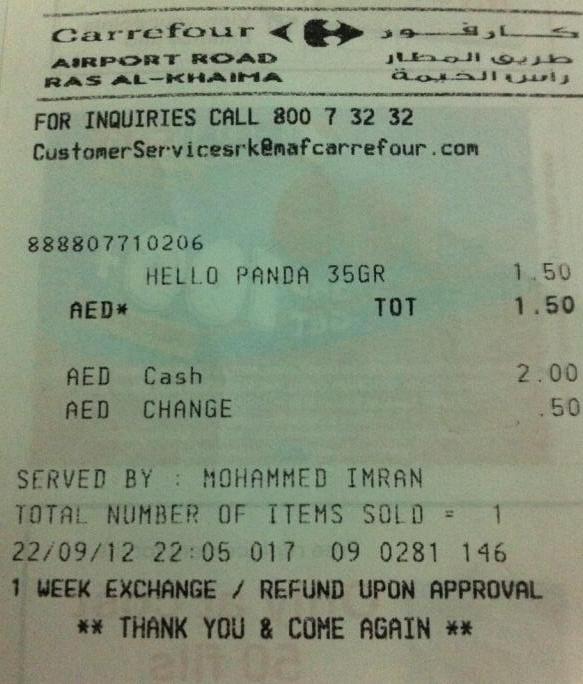 Carrefour كارفور
AIRPORT ROAD طريق المطار
RAS AL-KHAIMA رأس الخيمة
FOR INQUIRIES CALL 800 7 32 32
CustomerServicesrk@mafcarrefour.com
888807710206
HELLO PANDA 35GR 1.50
AED* TOT 1.50
AED Cash 2.00
AED CHANGE .50
SERVED BY : MOHAMMED IMRAN
TOTAL NUMBER OF ITEMS SOLD = 1
22/09/12 22:05 017 09 0281 146
1 WEEK EXCHANGE / REFUND UPON APPROVAL
** THANK YOU & COME AGAIN **
50 fils